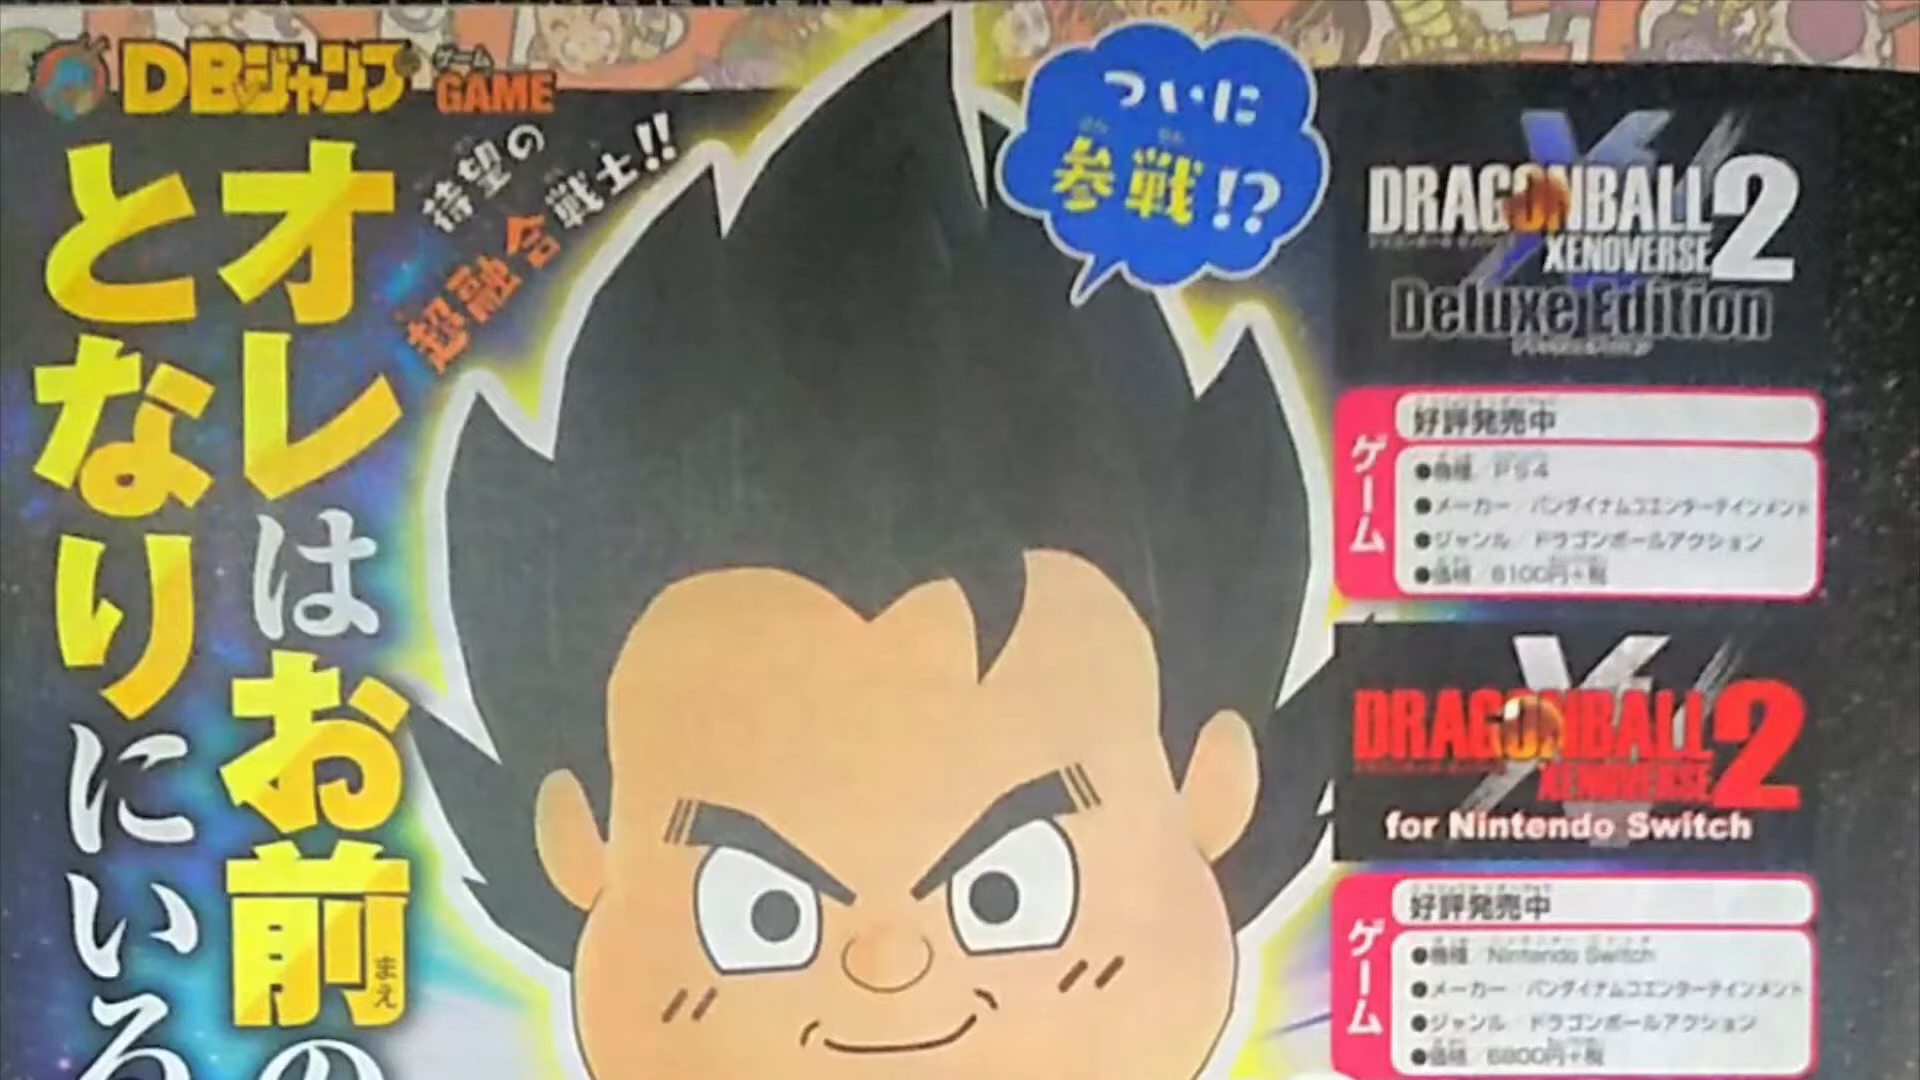 DBジャンプ
ゲーム
GAME
待望の
超融合戦士!!
ついに
参戦!?
オレはお前の
まえ
となりにいる
DRAGONBALL
XENOVERSE 2
Deluxe Edition
ゲーム
好評発売中
●機種/PS4
●メーカー/バンダイナムコエンターテインメント
●ジャンル/ドラゴンボールアクション
●価格/6100円+税
DRAGONBALL
XENOVERSE 2
for Nintendo Switch
ゲーム
好評発売中
●機種/Nintendo Switch
●メーカー/バンダイナムコエンターテインメント
●ジャンル/ドラゴンボールアクション
●価格/6800円+税